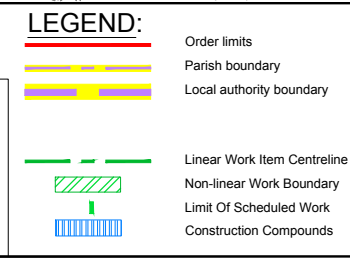 LEGEND:
Order limits
Parish boundary
Local authority boundary
Linear Work Item Centreline
Non-linear Work Boundary
Limit Of Scheduled Work
Construction Compounds